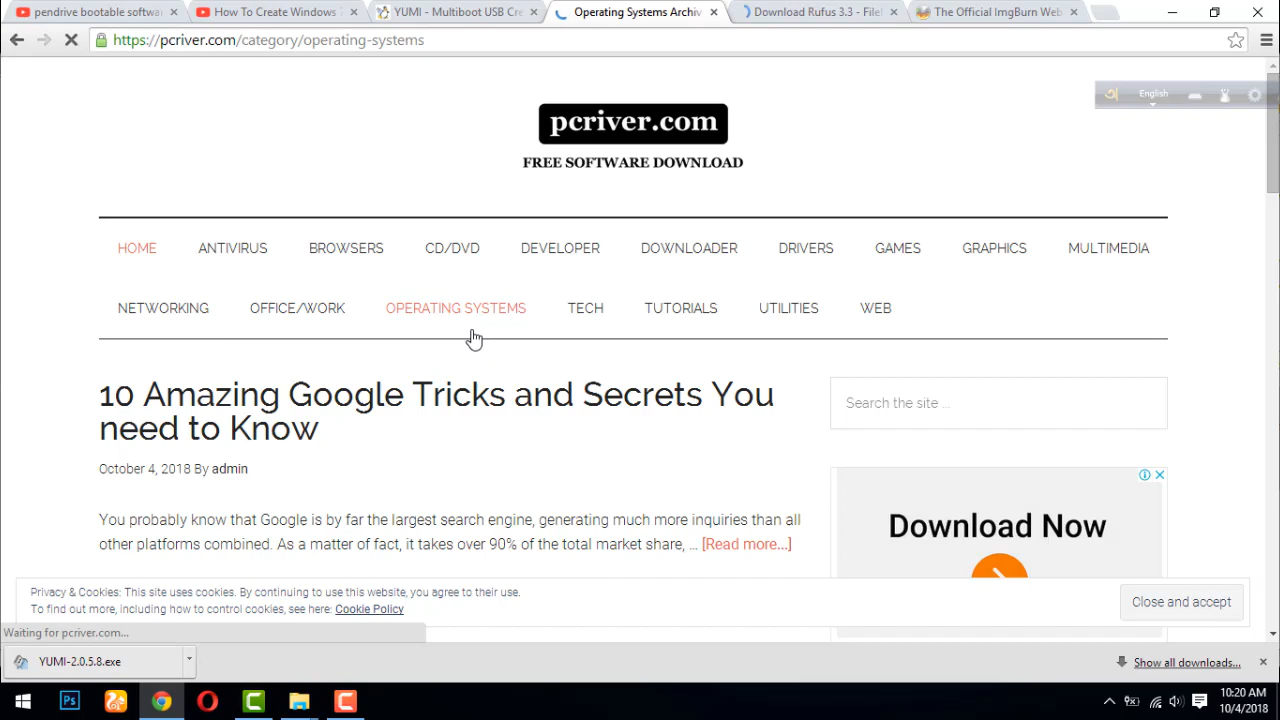 pendrive bootable softwa
How To Create Windows
YUMI - Multiboot USB Cre
Operating Systems Archiv
Download Rufus 3.3 - File!
The Official ImgBurn Web
https://pcriver.com/category/operating-systems
English
pcriver.com
FREE SOFTWARE DOWNLOAD
HOME ANTIVIRUS BROWSERS CD/DVD DEVELOPER DOWNLOADER DRIVERS GAMES GRAPHICS MULTIMEDIA
NETWORKING OFFICE/WORK OPERATING SYSTEMS TECH TUTORIALS UTILITIES WEB
10 Amazing Google Tricks and Secrets You
need to Know
October 4, 2018 By admin
You probably know that Google is by far the largest search engine, generating much more inquiries than all
other platforms combined. As a matter of fact, it takes over 90% of the total market share, ... [Read more...]
Search the site ...
Download Now
Privacy & Cookies: This site uses cookies. By continuing to use this website, you agree to their use.
To find out more, including how to control cookies, see here: Cookie Policy
Close and accept
Waiting for pcriver.com...
YUMI-2.0.5.8.exe
Show all downloads...
Ps
10:20 AM
10/4/2018